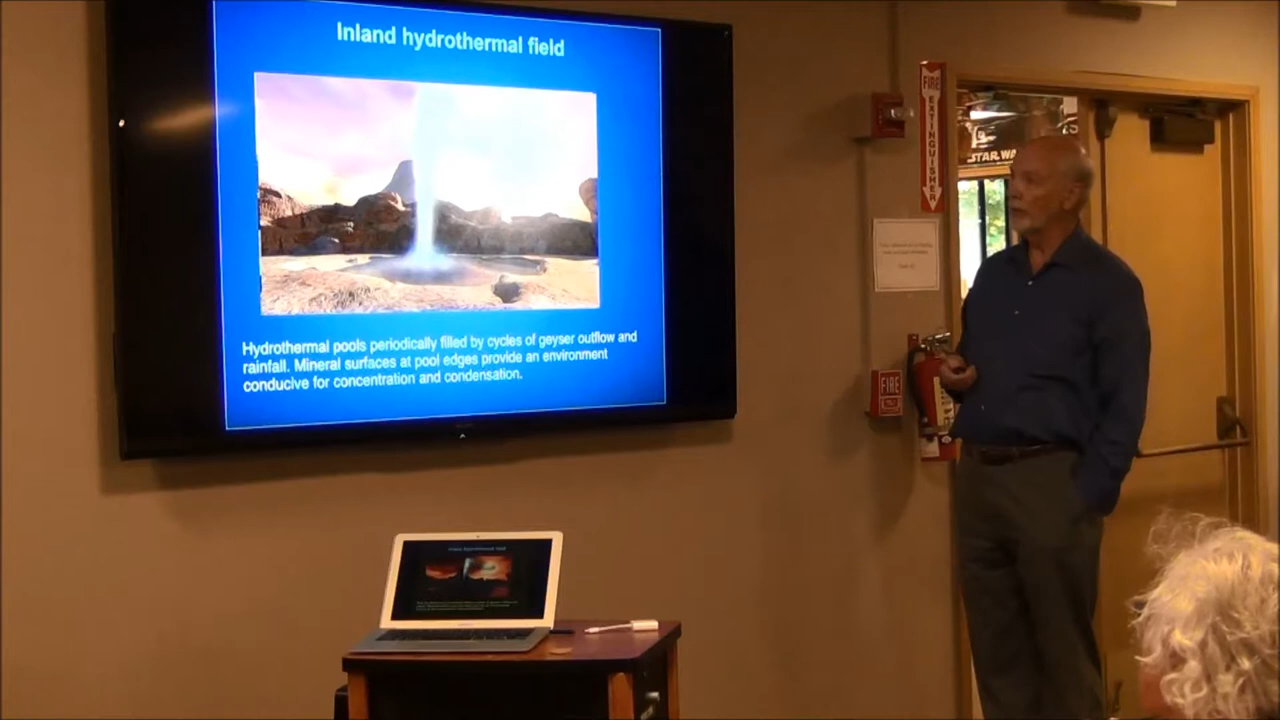 Inland hydrothermal field
Hydrothermal pools periodically filled by cycles of geyser outflow and
rainfall. Mineral surfaces at pool edges provide an environment
conducive for concentration and condensation.
FIRE
EXTINGUISHER
STAR WA
FIRE